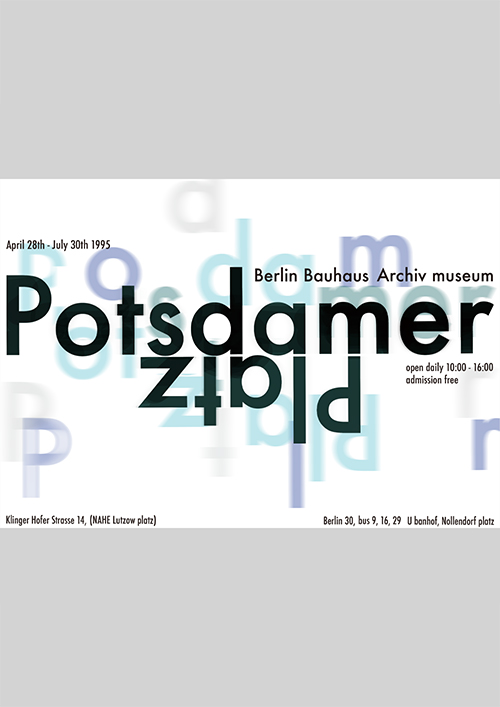 April 28th - July 30th 1995
Berlin Bauhaus Archiv museum
Potsdamer
Platz
open daily 10:00 - 16:00
admission free
Klinger Hofer Strasse 14, (NAHE Lutzow platz)
Berlin 30, bus 9, 16, 29 U banhof, Nollendorf platz